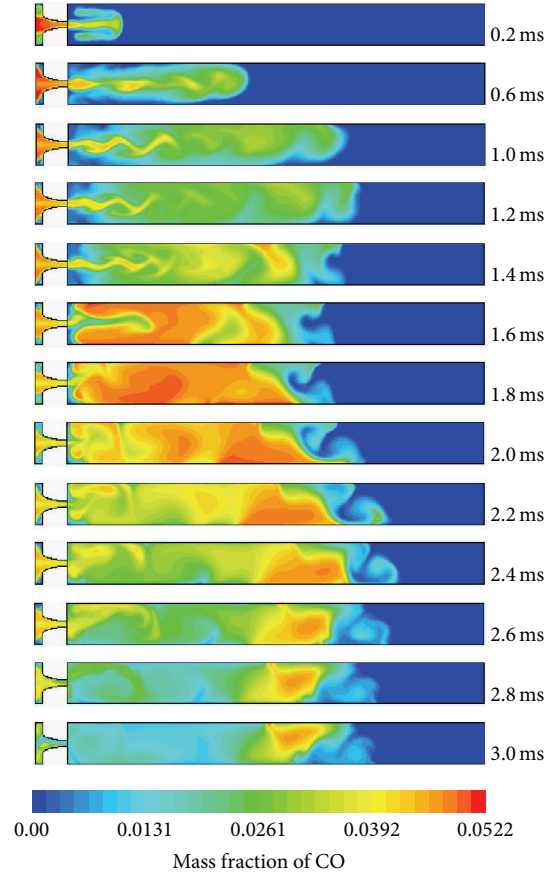 0.2 ms
0.6 ms
1.0 ms
1.2 ms
1.4 ms
1.6 ms
1.8 ms
2.0 ms
2.2 ms
2.4 ms
2.6 ms
2.8 ms
3.0 ms
0.00 0.0131 0.0261 0.0392 0.0522
Mass fraction of CO